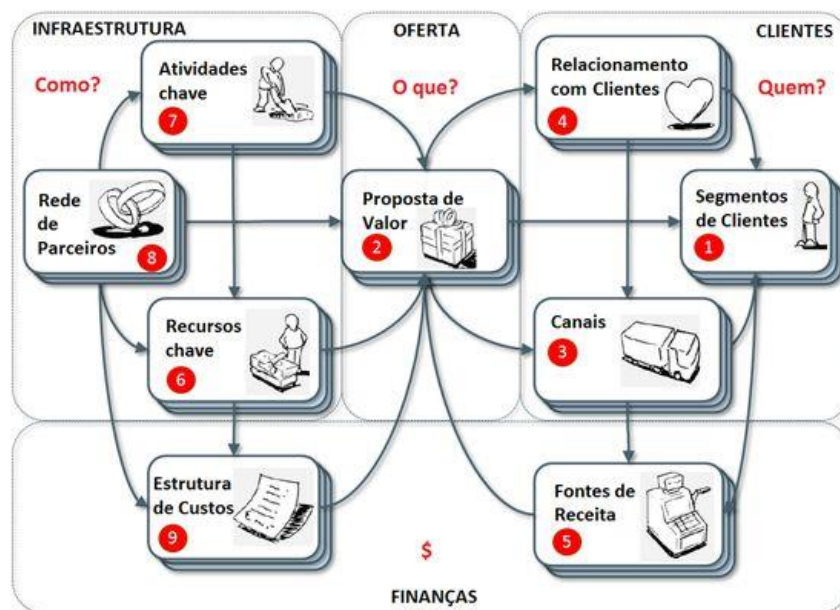 INFRAESTRUTURA
OFERTA
CLIENTES
Como?
Atividades
chave
7
O que?
Relacionamento
com Clientes
4
Quem?
Rede
de
Parceiros
8
Proposta de
Valor
2
Segmentos
de Clientes
1
Recursos
chave
6
Canais
3
Estrutura
de Custos
9
$
Fontes de
Receita
5
FINANÇAS